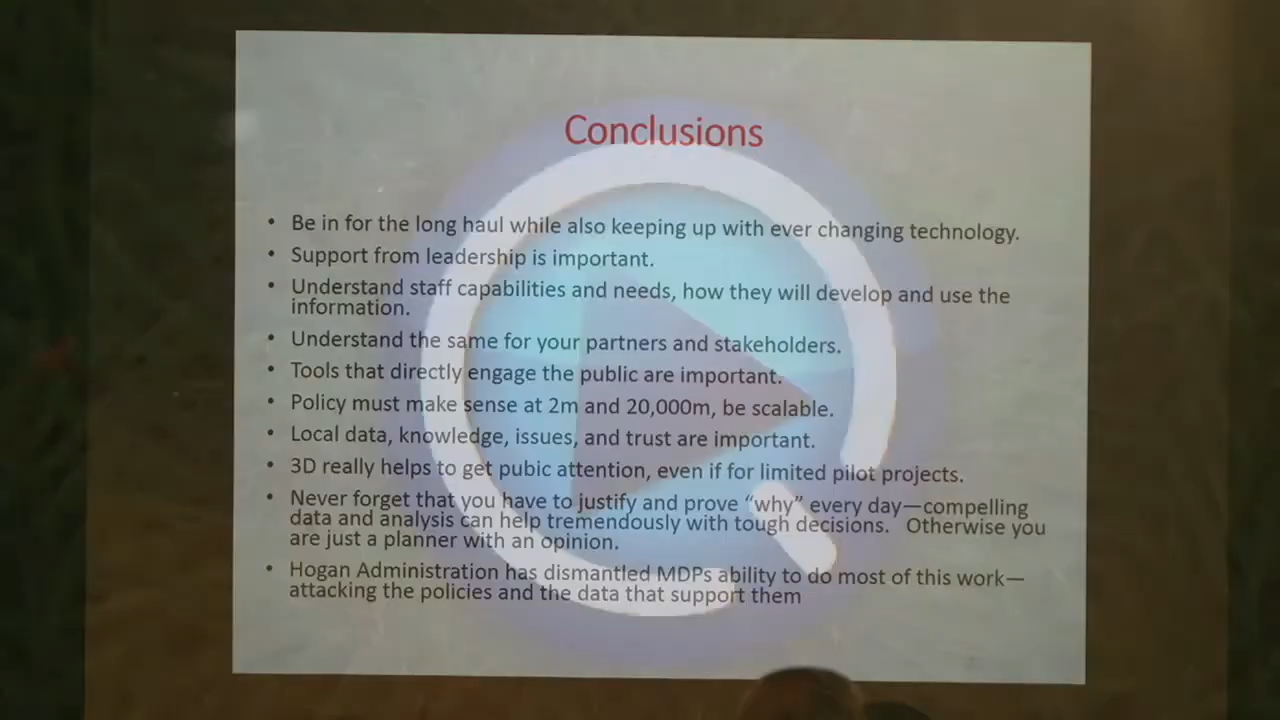 Conclusions
• Be in for the long haul while also keeping up with ever changing technology.
• Support from leadership is important.
• Understand staff capabilities and needs, how they will develop and use the
information.
• Understand the same for your partners and stakeholders.
• Tools that directly engage the public are important.
• Policy must make sense at 2m and 20,000m, be scalable.
• Local data, knowledge, issues, and trust are important.
• 3D really helps to get pubic attention, even if for limited pilot projects.
• Never forget that you have to justify and prove “why” every day—compelling
data and analysis can help tremendously with tough decisions. Otherwise you
are just a planner with an opinion.
• Hogan Administration has dismantled MDPs ability to do most of this work—
attacking the policies and the data that support them